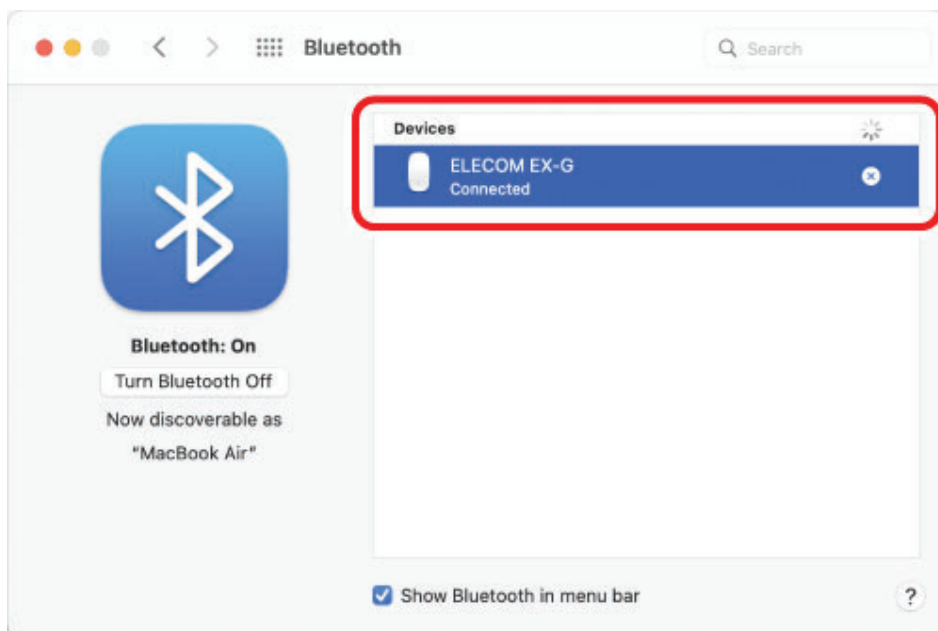 Bluetooth
Search
Devices
ELECOM EX-G
Connected
Bluetooth: On
Turn Bluetooth Off
Now discoverable as
"MacBook Air"
Show Bluetooth in menu bar
?